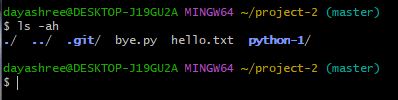 dayashree@DESKTOP-J19GU2A MINGW64 ~/project-2 (master)
$ ls -ah
./ ../ .git/ bye.py hello.txt python-1/
dayashree@DESKTOP-J19GU2A MINGW64 ~/project-2 (master)
$